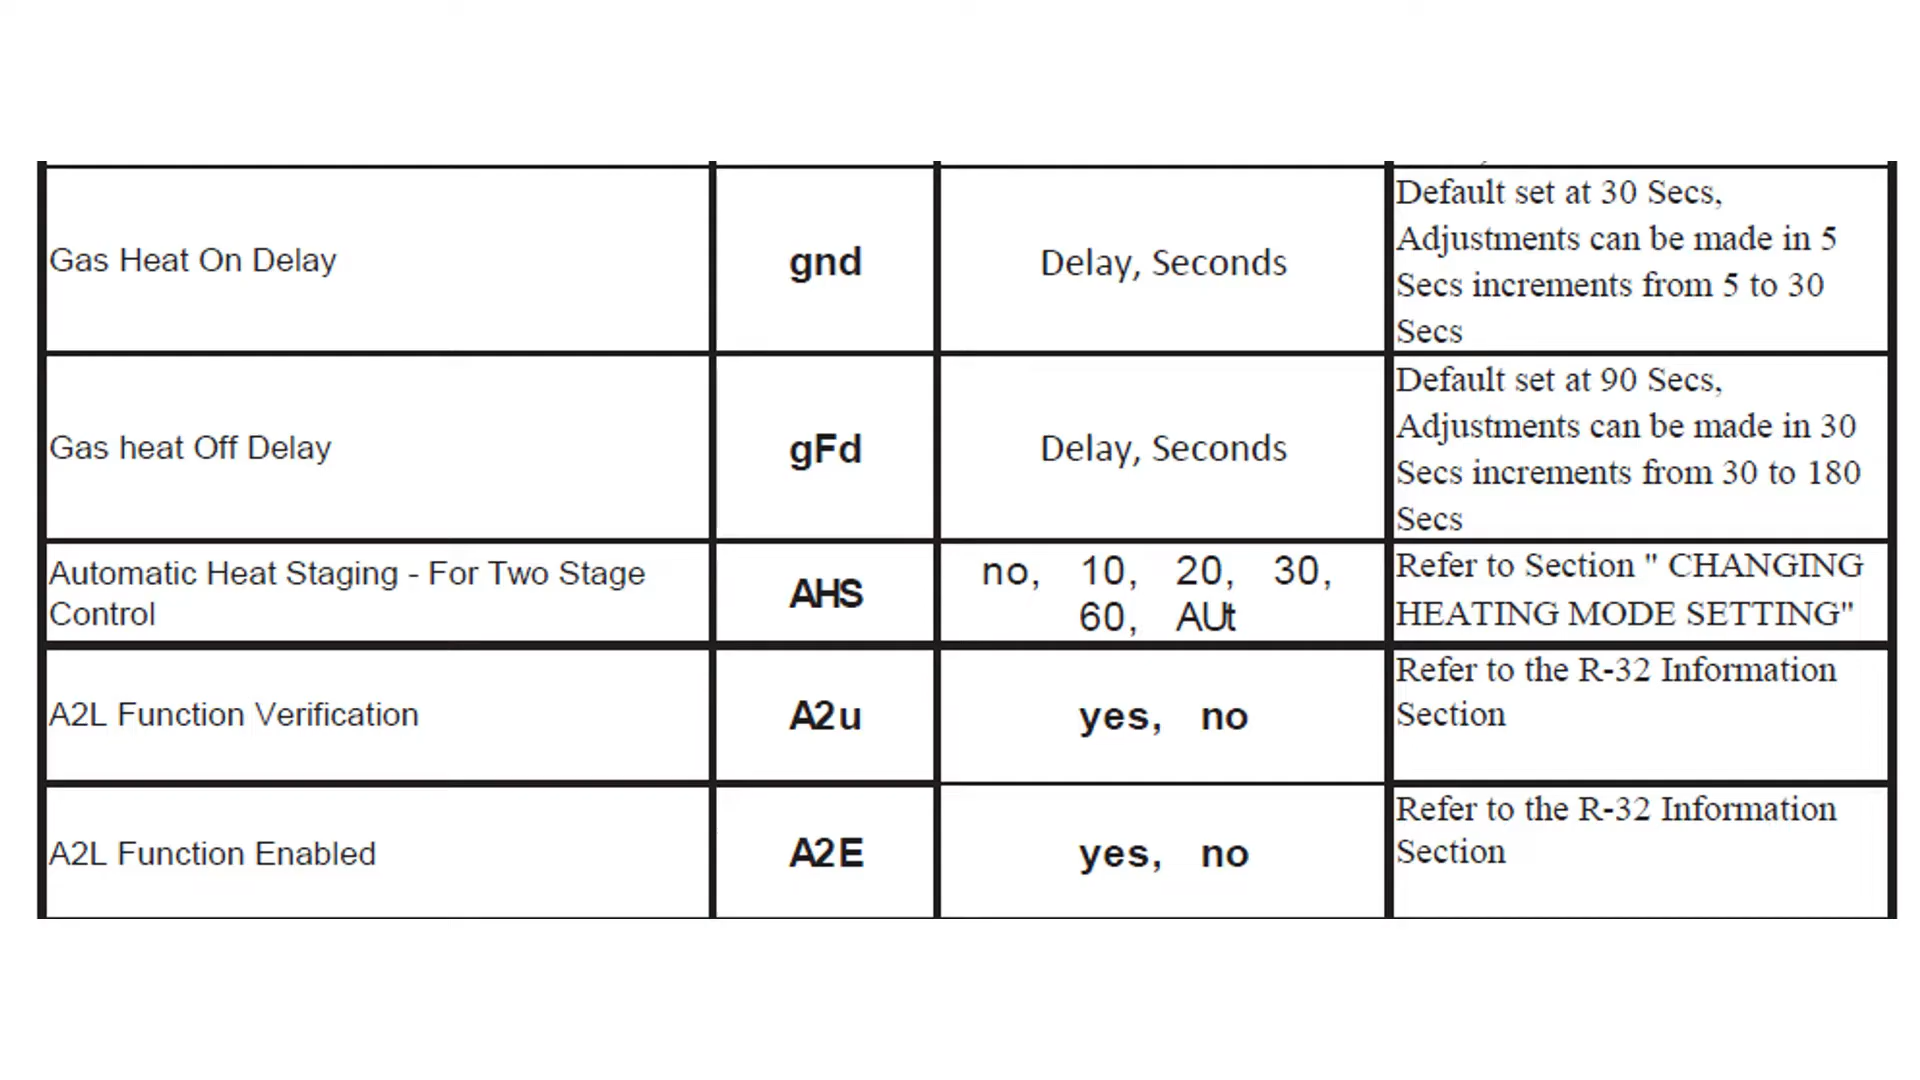 Gas Heat On Delay
gnd
Delay, Seconds
Default set at 30 Secs,
Adjustments can be made in 5
Secs increments from 5 to 30
Secs
Gas heat Off Delay
gFd
Delay, Seconds
Default set at 90 Secs,
Adjustments can be made in 30
Secs increments from 30 to 180
Secs
Automatic Heat Staging - For Two Stage
Control
AHS
no, 10, 20, 30,
60, AUt
Refer to Section " CHANGING
HEATING MODE SETTING"
A2L Function Verification
A2u
yes, no
Refer to the R-32 Information
Section
A2L Function Enabled
A2E
yes, no
Refer to the R-32 Information
Section